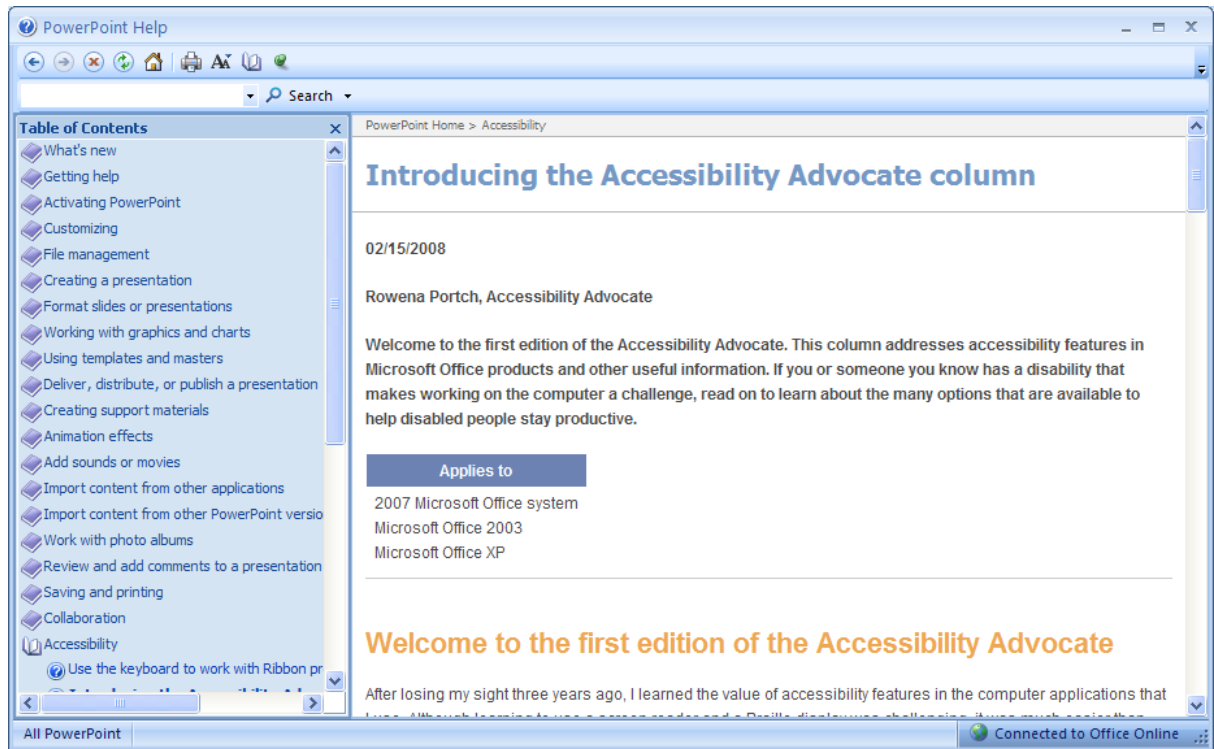 PowerPoint Help
Search
Table of Contents
What's new
Getting help
Activating PowerPoint
Customizing
File management
Creating a presentation
Format slides or presentations
Working with graphics and charts
Using templates and masters
Deliver, distribute, or publish a presentation
Creating support materials
Animation effects
Add sounds or movies
Import content from other applications
Import content from other PowerPoint versio
Work with photo albums
Review and add comments to a presentation
Saving and printing
Collaboration
Accessibility
Use the keyboard to work with Ribbon pr
PowerPoint Home > Accessibility
Introducing the Accessibility Advocate column
02/15/2008
Rowena Portch, Accessibility Advocate
Welcome to the first edition of the Accessibility Advocate. This column addresses accessibility features in
Microsoft Office products and other useful information. If you or someone you know has a disability that
makes working on the computer a challenge, read on to learn about the many options that are available to
help disabled people stay productive.
Applies to
2007 Microsoft Office system
Microsoft Office 2003
Microsoft Office XP
Welcome to the first edition of the Accessibility Advocate
After losing my sight three years ago, I learned the value of accessibility features in the computer applications that
All PowerPoint
Connected to Office Online